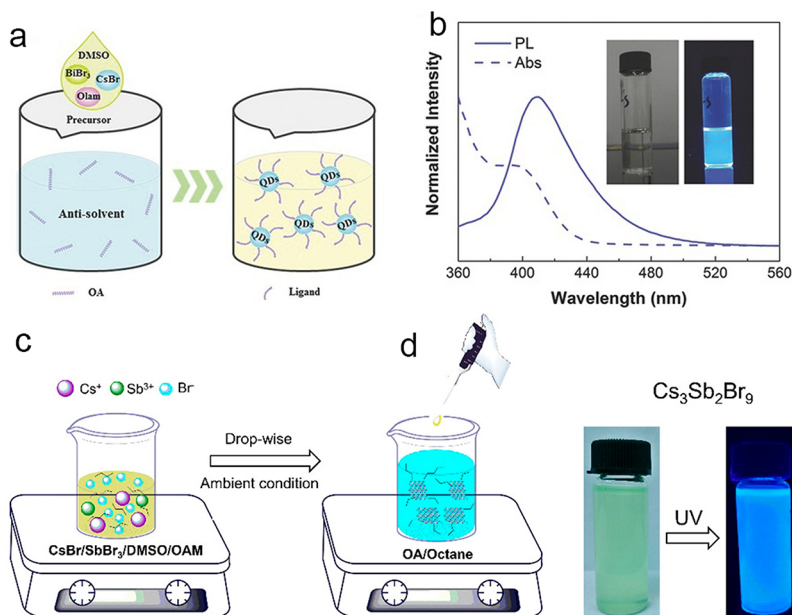 a
DMSO
BiBr₃
CsBr
Olam
Precursor
Anti-solvent
QDs
QDs
QDs
QDs
QDs
OA
Ligand
b
Normalized Intensity
PL
Abs
360
400
440
480
520
560
Wavelength (nm)
c
Cs⁺
Sb³⁺
Br⁻
Drop-wise
Ambient condition
CsBr/SbBr₃/DMSO/OAM
d
OA/Octane
Cs₃Sb₂Br₉
UV